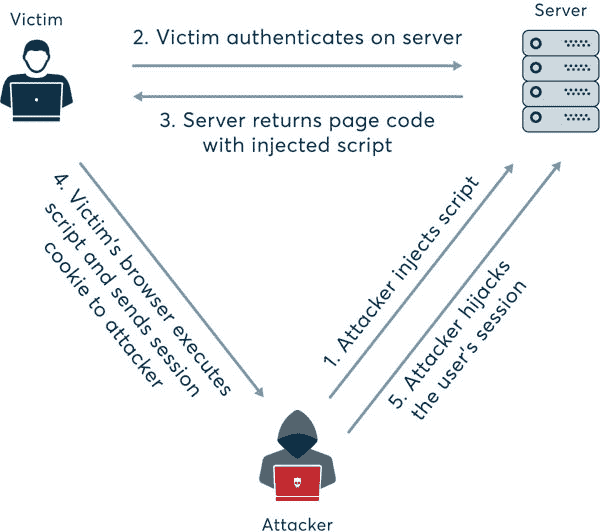 Victim
Server
2. Victim authenticates on server
3. Server returns page code
with injected script
4. Victim's browser executes
script and sends session
cookie to attacker
1. Attacker injects script
5. Attacker hijacks
the user's session
Attacker